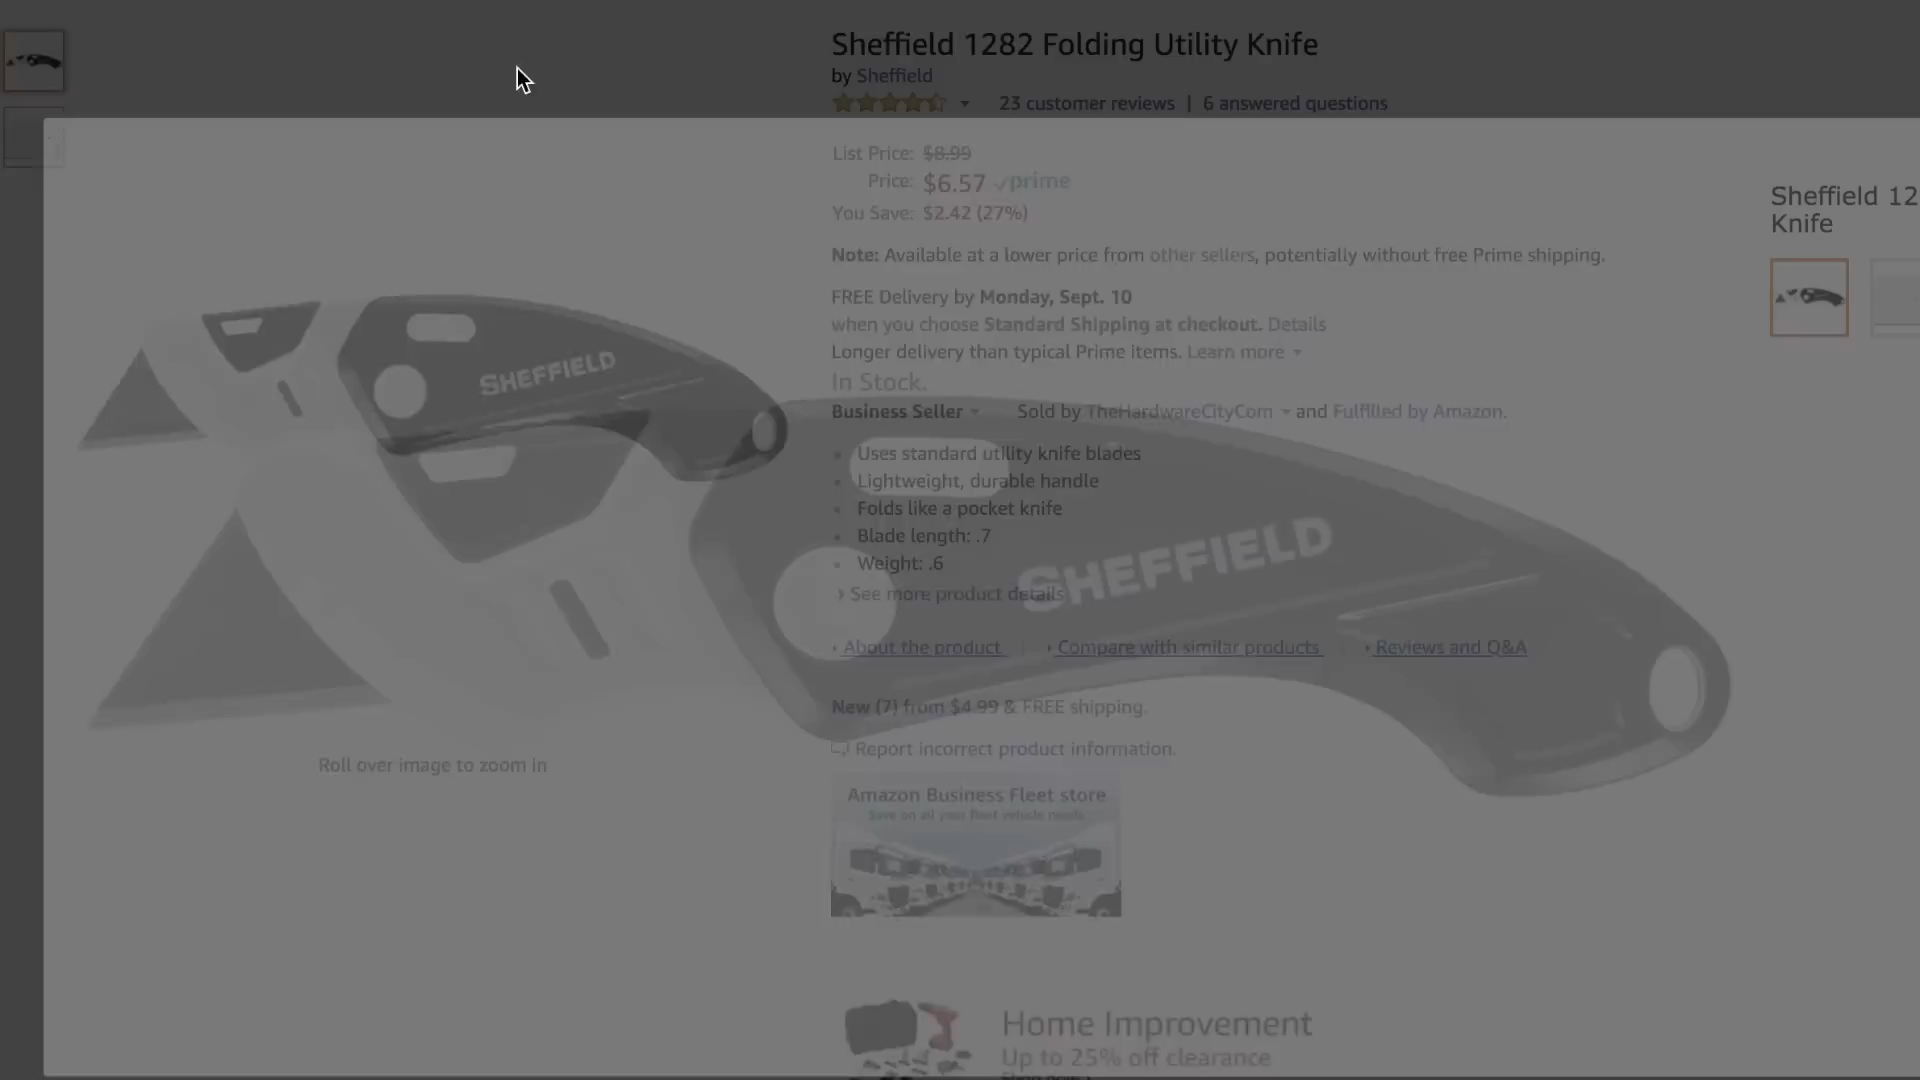 Sheffield 1282 Folding Utility Knife
by Sheffield
23 customer reviews | 6 answered questions
List Price: $8.99
Price: $6.57 prime
You Save: $2.42 (27%)
Note: Available at a lower price from other sellers, potentially without free Prime shipping.
FREE Delivery by Monday, Sept. 10
when you choose Standard Shipping at checkout. Details
Longer delivery than typical Prime items. Learn more
In Stock.
Business Seller Sold by TheHardwareCityCom and Fulfilled by Amazon.
Uses standard utility knife blades
Lightweight, durable handle
Folds like a pocket knife
Blade length: .7
Weight: .6
› See more product details
› About the product › Compare with similar products › Reviews and Q&A
New (7) from $4.99 & FREE shipping.
Report incorrect product information.
Amazon Business Fleet store
Save on all your fleet vehicle needs
Home Improvement
Up to 25% off clearance
SHEFFIELD
SHEFFIELD
Roll over image to zoom in
Sheffield 12
Knife